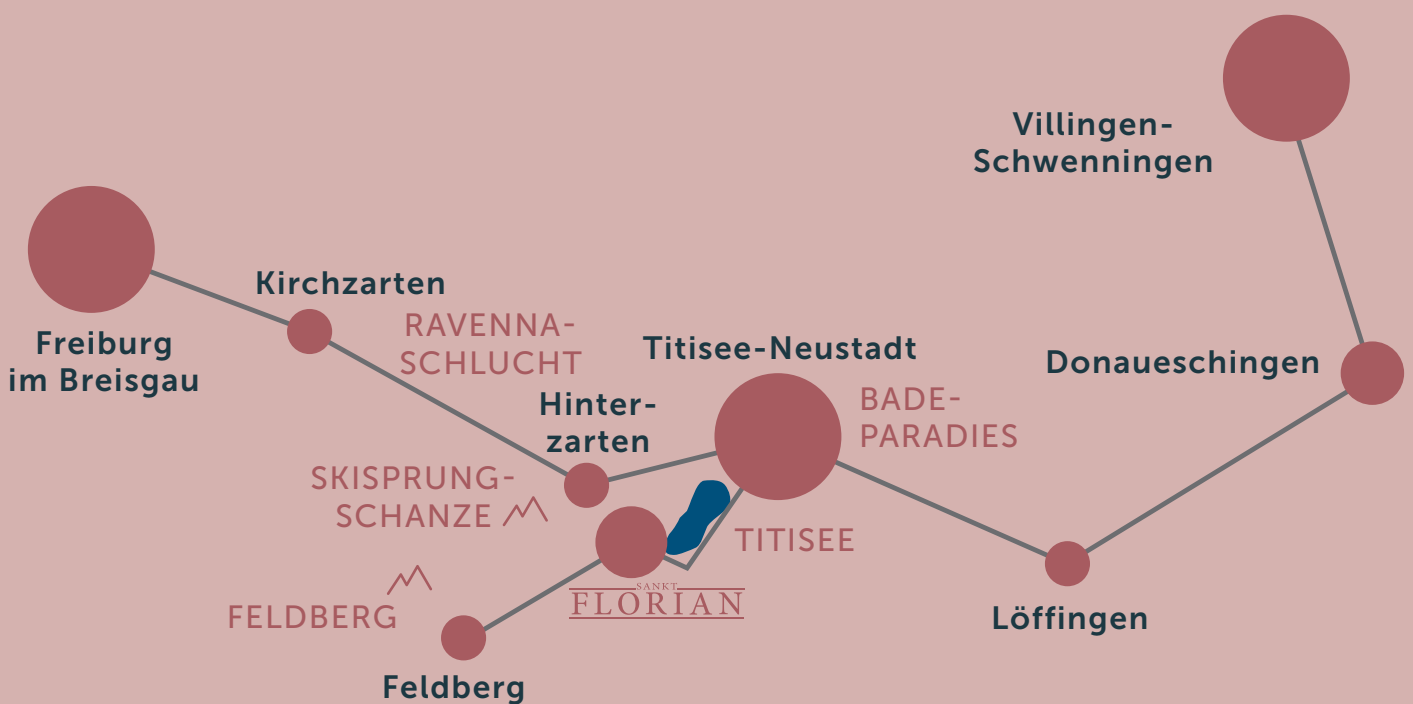 Villingen-
Schwenningen
Kirchzarten
RAVENNA-
SCHLUCHT
Freiburg
im Breisgau
Titisee-Neustadt
Donaueschingen
Hinter-
zarten
BADE-
PARADIES
SKISPRUNG-
SCHANZE
TITISEE
SANKT
FLORIAN
FELDBERG
Löffingen
Feldberg